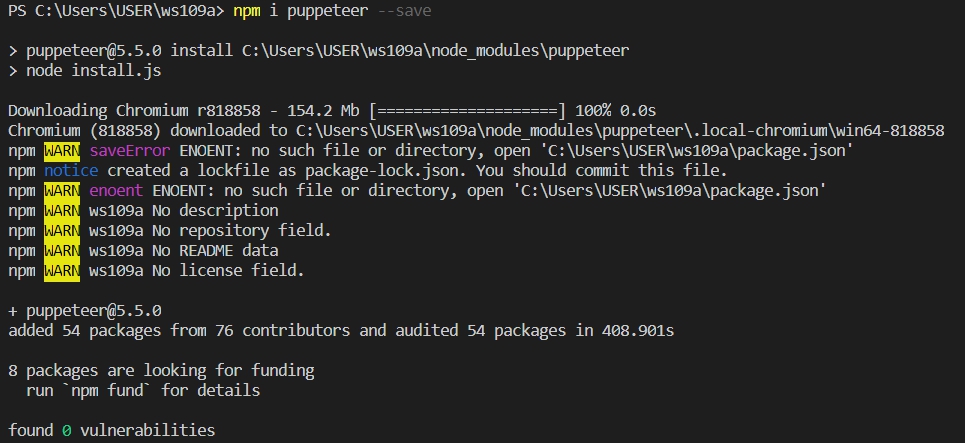 PS C:\Users\USER\ws109a> npm i puppeteer --save
> puppeteer@5.5.0 install C:\Users\USER\ws109a\node_modules\puppeteer
> node install.js
Downloading Chromium r818858 - 154.2 Mb [====================] 100% 0.0s
Chromium (818858) downloaded to C:\Users\USER\ws109a\node_modules\puppeteer\.local-chromium\win64-818858
npm WARN saveError ENOENT: no such file or directory, open 'C:\Users\USER\ws109a\package.json'
npm notice created a lockfile as package-lock.json. You should commit this file.
npm WARN enoent ENOENT: no such file or directory, open 'C:\Users\USER\ws109a\package.json'
npm WARN ws109a No description
npm WARN ws109a No repository field.
npm WARN ws109a No README data
npm WARN ws109a No license field.
+ puppeteer@5.5.0
added 54 packages from 76 contributors and audited 54 packages in 408.901s
8 packages are looking for funding
run `npm fund` for details
found 0 vulnerabilities